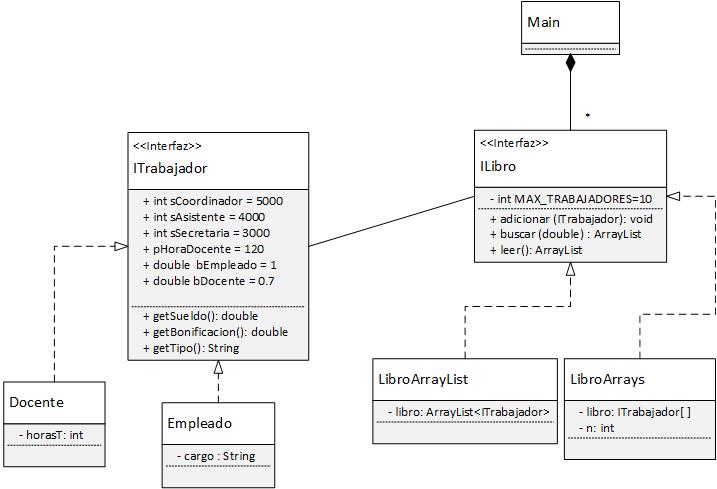 Main
*
<<Interfaz>>
ITrabajador
+ int sCoordinador = 5000
+ int sAsistente = 4000
+ int sSecretaria = 3000
+ pHoraDocente = 120
+ double bEmpleado = 1
+ double bDocente = 0.7
+ getSueldo(): double
+ getBonificacion(): double
+ getTipo(): String
<<Interfaz>>
ILibro
- int MAX_TRABAJADORES=10
+ adicionar (ITrabajador): void
+ buscar (double) : ArrayList
+ leer(): ArrayList
Docente
- horasT: int
Empleado
- cargo : String
LibroArrayList
- libro: ArrayList<ITrabajador>
LibroArrays
- libro: ITrabajador[ ]
- n: int